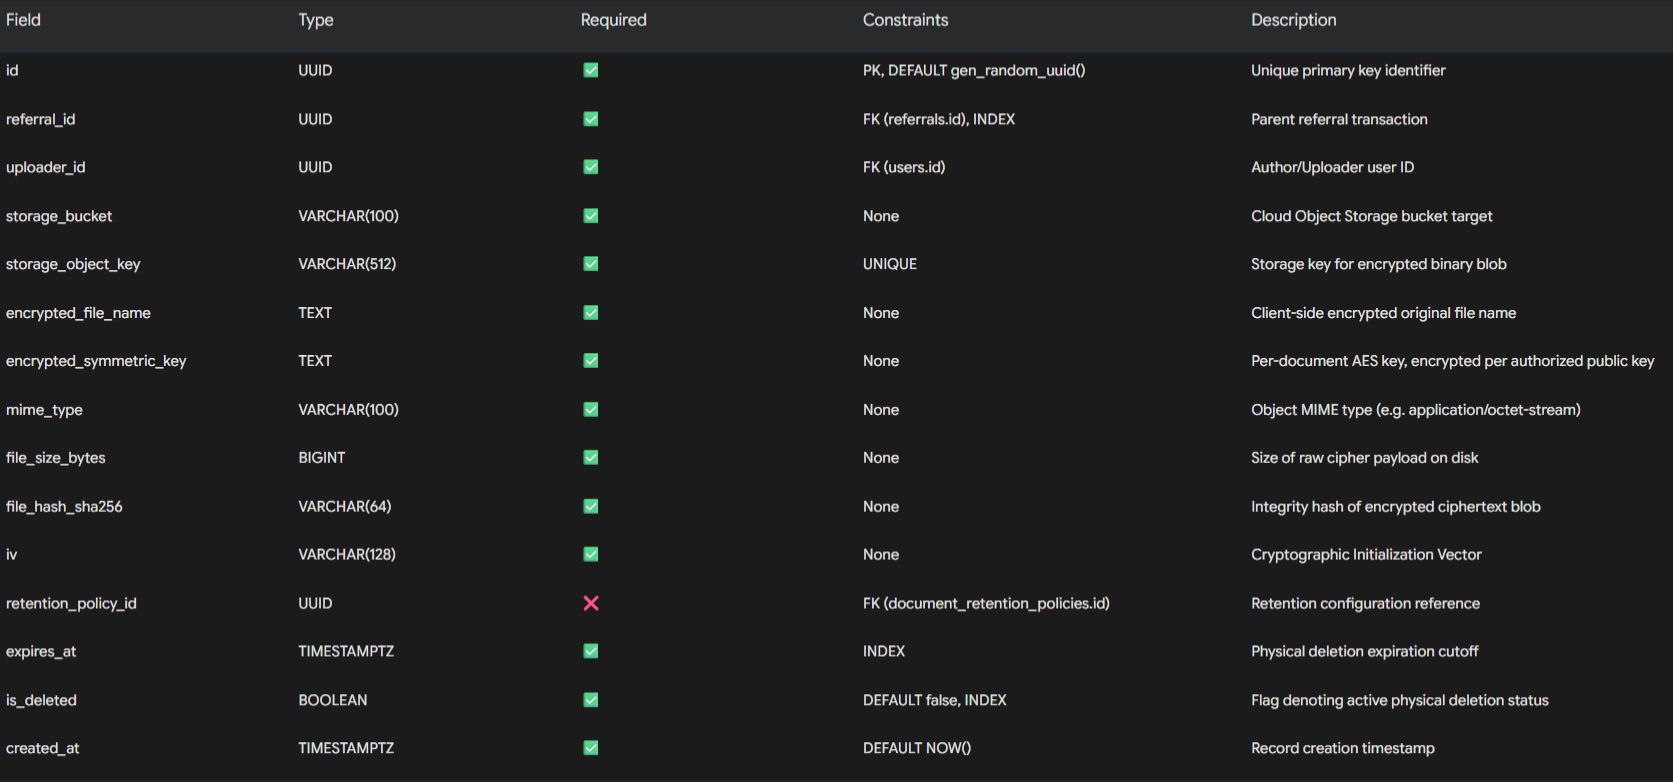 Field Type Required Constraints Description
id UUID ✅ PK, DEFAULT gen_random_uuid() Unique primary key identifier
referral_id UUID ✅ FK (referrals.id), INDEX Parent referral transaction
uploader_id UUID ✅ FK (users.id) Author/Uploader user ID
storage_bucket VARCHAR(100) ✅ None Cloud Object Storage bucket target
storage_object_key VARCHAR(512) ✅ UNIQUE Storage key for encrypted binary blob
encrypted_file_name TEXT ✅ None Client-side encrypted original file name
encrypted_symmetric_key TEXT ✅ None Per-document AES key, encrypted per authorized public key
mime_type VARCHAR(100) ✅ None Object MIME type (e.g. application/octet-stream)
file_size_bytes BIGINT ✅ None Size of raw cipher payload on disk
file_hash_sha256 VARCHAR(64) ✅ None Integrity hash of encrypted ciphertext blob
iv VARCHAR(128) ✅ None Cryptographic Initialization Vector
retention_policy_id UUID ❌ FK (document_retention_policies.id) Retention configuration reference
expires_at TIMESTAMPTZ ✅ INDEX Physical deletion expiration cutoff
is_deleted BOOLEAN ✅ DEFAULT false, INDEX Flag denoting active physical deletion status
created_at TIMESTAMPTZ ✅ DEFAULT NOW() Record creation timestamp